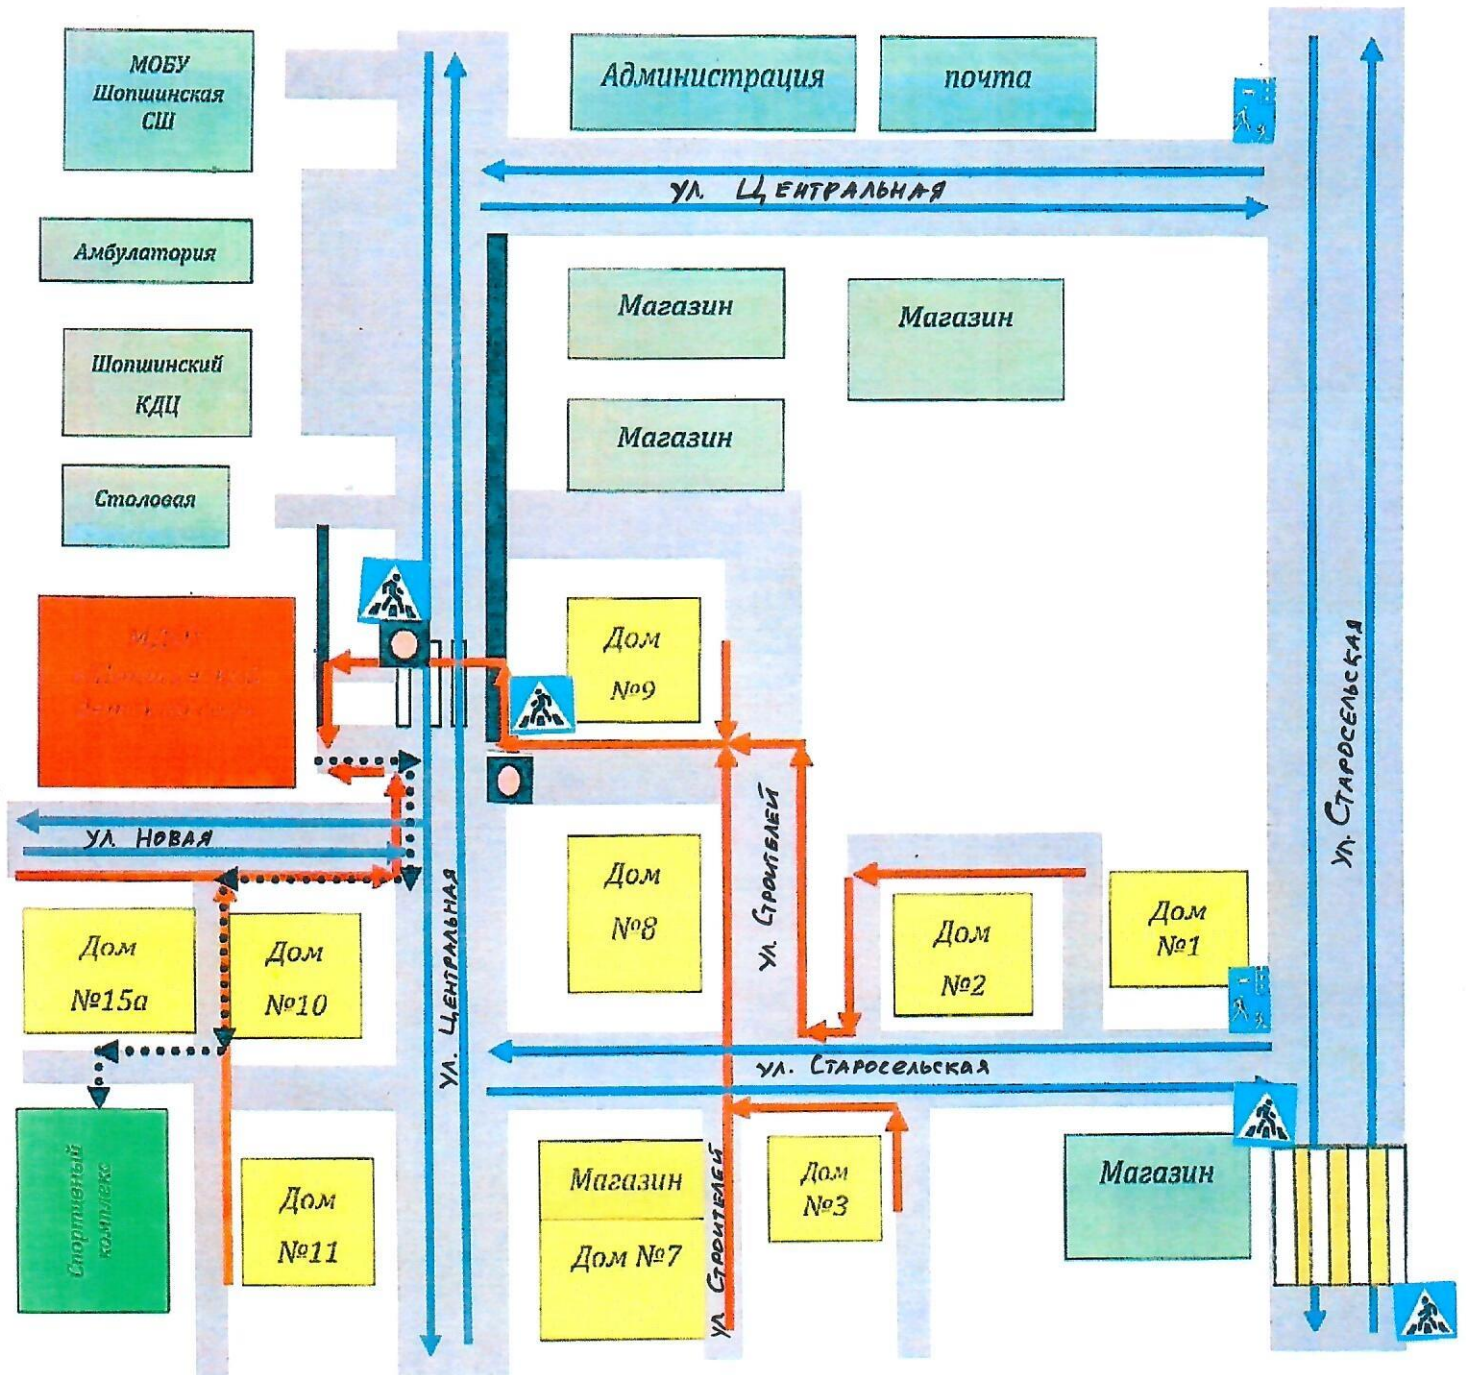 МОБУ
Шопшинская
СШ
Администрация
почта
ул. Центральная
Амбулатория
Магазин
Магазин
Шопшинский
КДЦ
Магазин
Столовая
Дом
№9
ул. Старосельская
ул. Новая
ул. Строителей
Дом
№8
ул. Центральная
Дом
№15а
Дом
№10
Дом
№2
Дом
№1
ул. Старосельская
Спортивный
комплекс
Дом
№11
Магазин
Дом №7
ул. Строителей
Дом
№3
Магазин